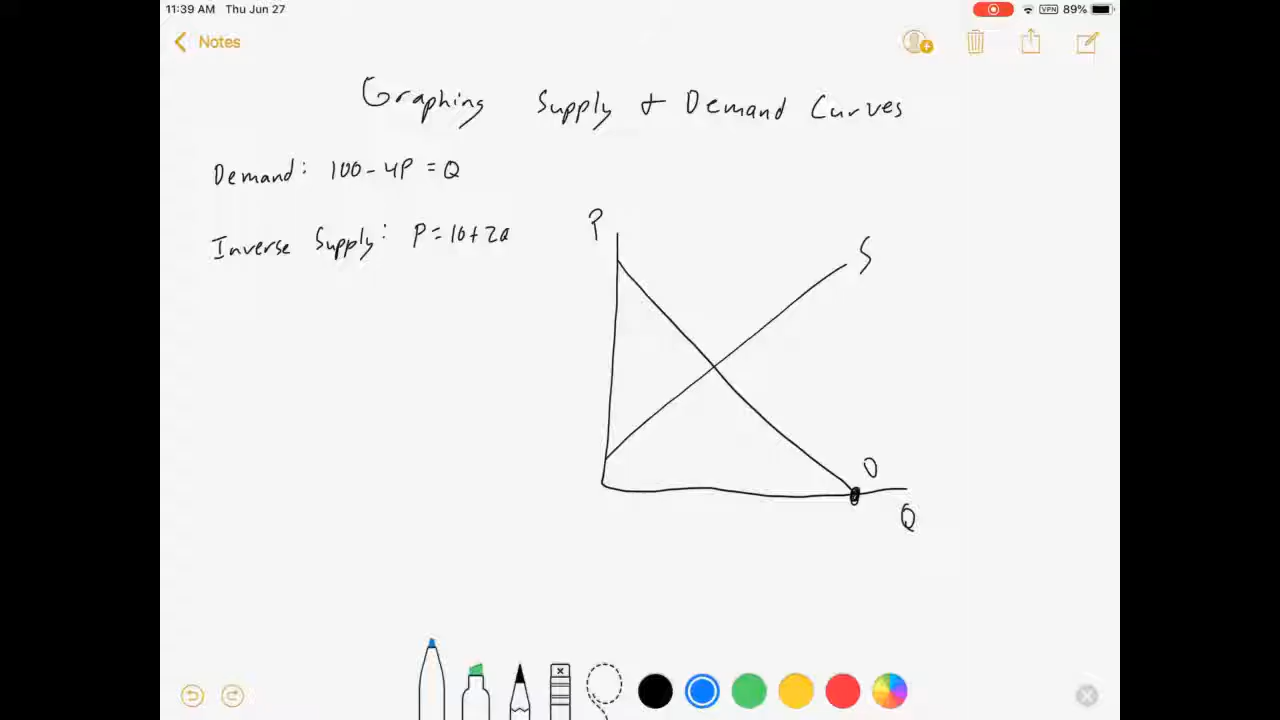 11:39 AM Thu Jun 27
VPN 89%
Notes
Graphing Supply + Demand Curves
Demand: 100-4P = Q
Inverse Supply: P = 10+2Q
P
S
D
Q